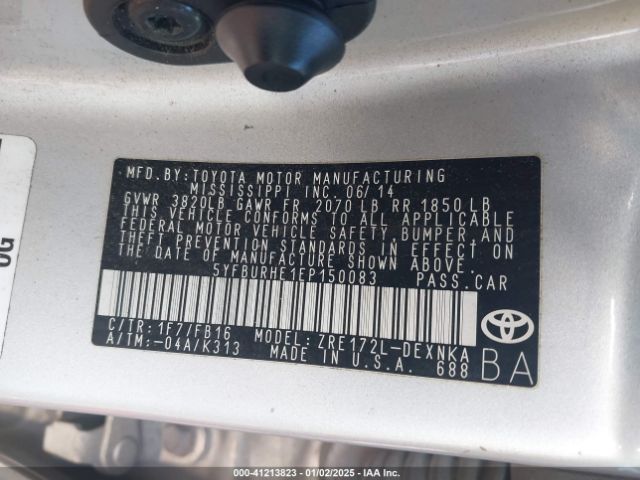 MFD.BY: TOYOTA MOTOR MANUFACTURING
MISSISSIPPI INC. 06/14
GVWR 3820LB GAWR FR 2070 LB RR 1850 LB
THIS VEHICLE CONFORMS TO ALL APPLICABLE
FEDERAL MOTOR VEHICLE SAFETY BUMPER, AND
THEFT PREVENTION STANDARDS IN EFFECT ON
THE DATE OF MANUFACTURE SHOWN ABOVE.
5YFBURHE1EP150083 PASS.CAR
C/TR: 1F7/FB16 MODEL: ZRE172L-DEXNKA
A/TM: -04A/K313 MADE IN U.S.A. 688
BA
OG
000-41213823 | 01/02/2025 | IAA Inc.